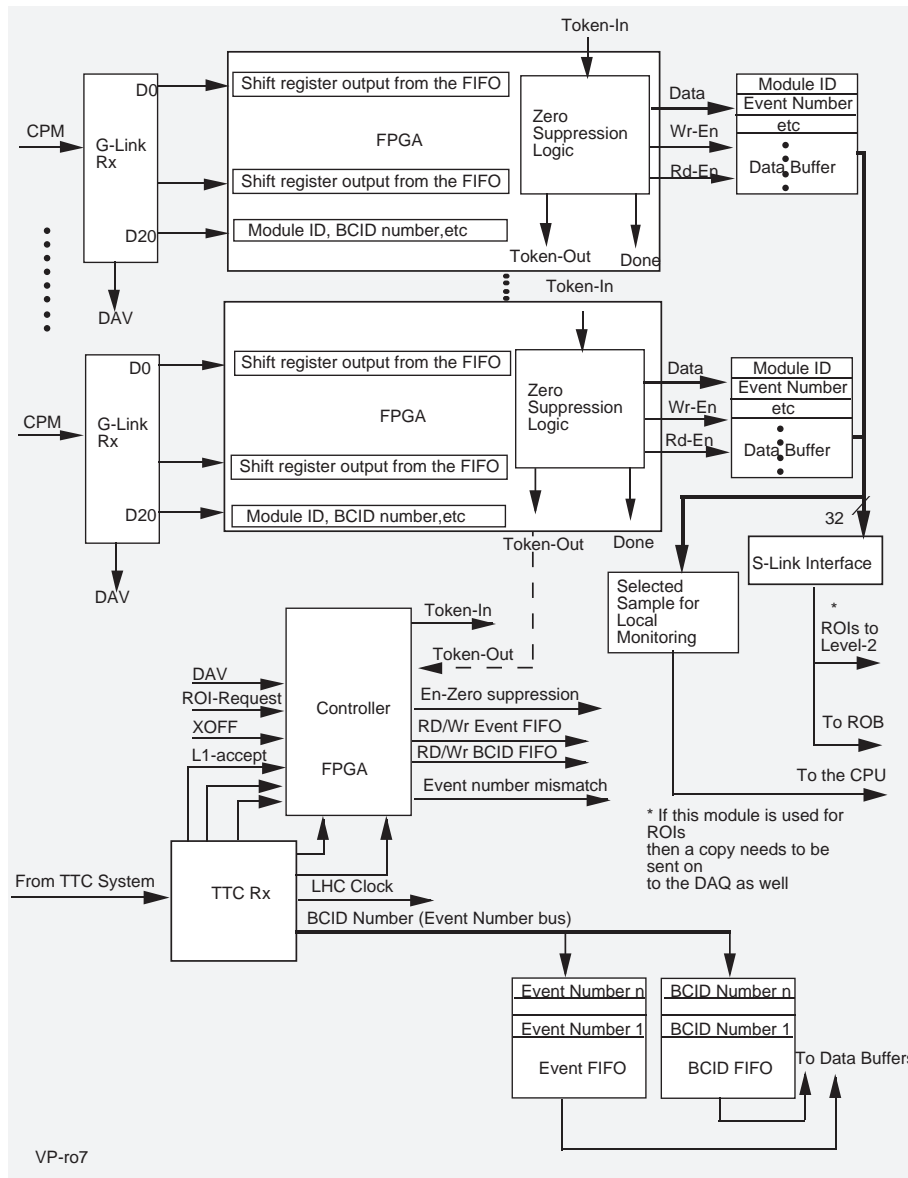 Token-In
D0
Shift register output from the FIFO
Zero
Suppression
Logic
Data
Module ID
Event Number
etc
CPM
G-Link
Rx
FPGA
Wr-En
Shift register output from the FIFO
Rd-En
Data Buffer
D20
Module ID, BCID number,etc
Token-Out
Done
DAV
Token-In
D0
Shift register output from the FIFO
Zero
Suppression
Logic
Data
Module ID
Event Number
etc
CPM
G-Link
Rx
FPGA
Wr-En
Shift register output from the FIFO
Rd-En
Data Buffer
D20
Module ID, BCID number,etc
Token-Out
Done
DAV
32
S-Link Interface
Selected
Sample for
Local
Monitoring
*
ROIs to
Level-2
To ROB
To the CPU
Token-In
Token-Out
DAV
ROI-Request
XOFF
L1-accept
Controller
FPGA
En-Zero suppression
RD/Wr Event FIFO
RD/Wr BCID FIFO
Event number mismatch
* If this module is used for
ROIs
then a copy needs to be
sent on
to the DAQ as well
From TTC System
TTC Rx
LHC Clock
BCID Number (Event Number bus)
Event Number n
Event Number 1
Event FIFO
BCID Number n
BCID Number 1
BCID FIFO
To Data Buffers
VP-ro7